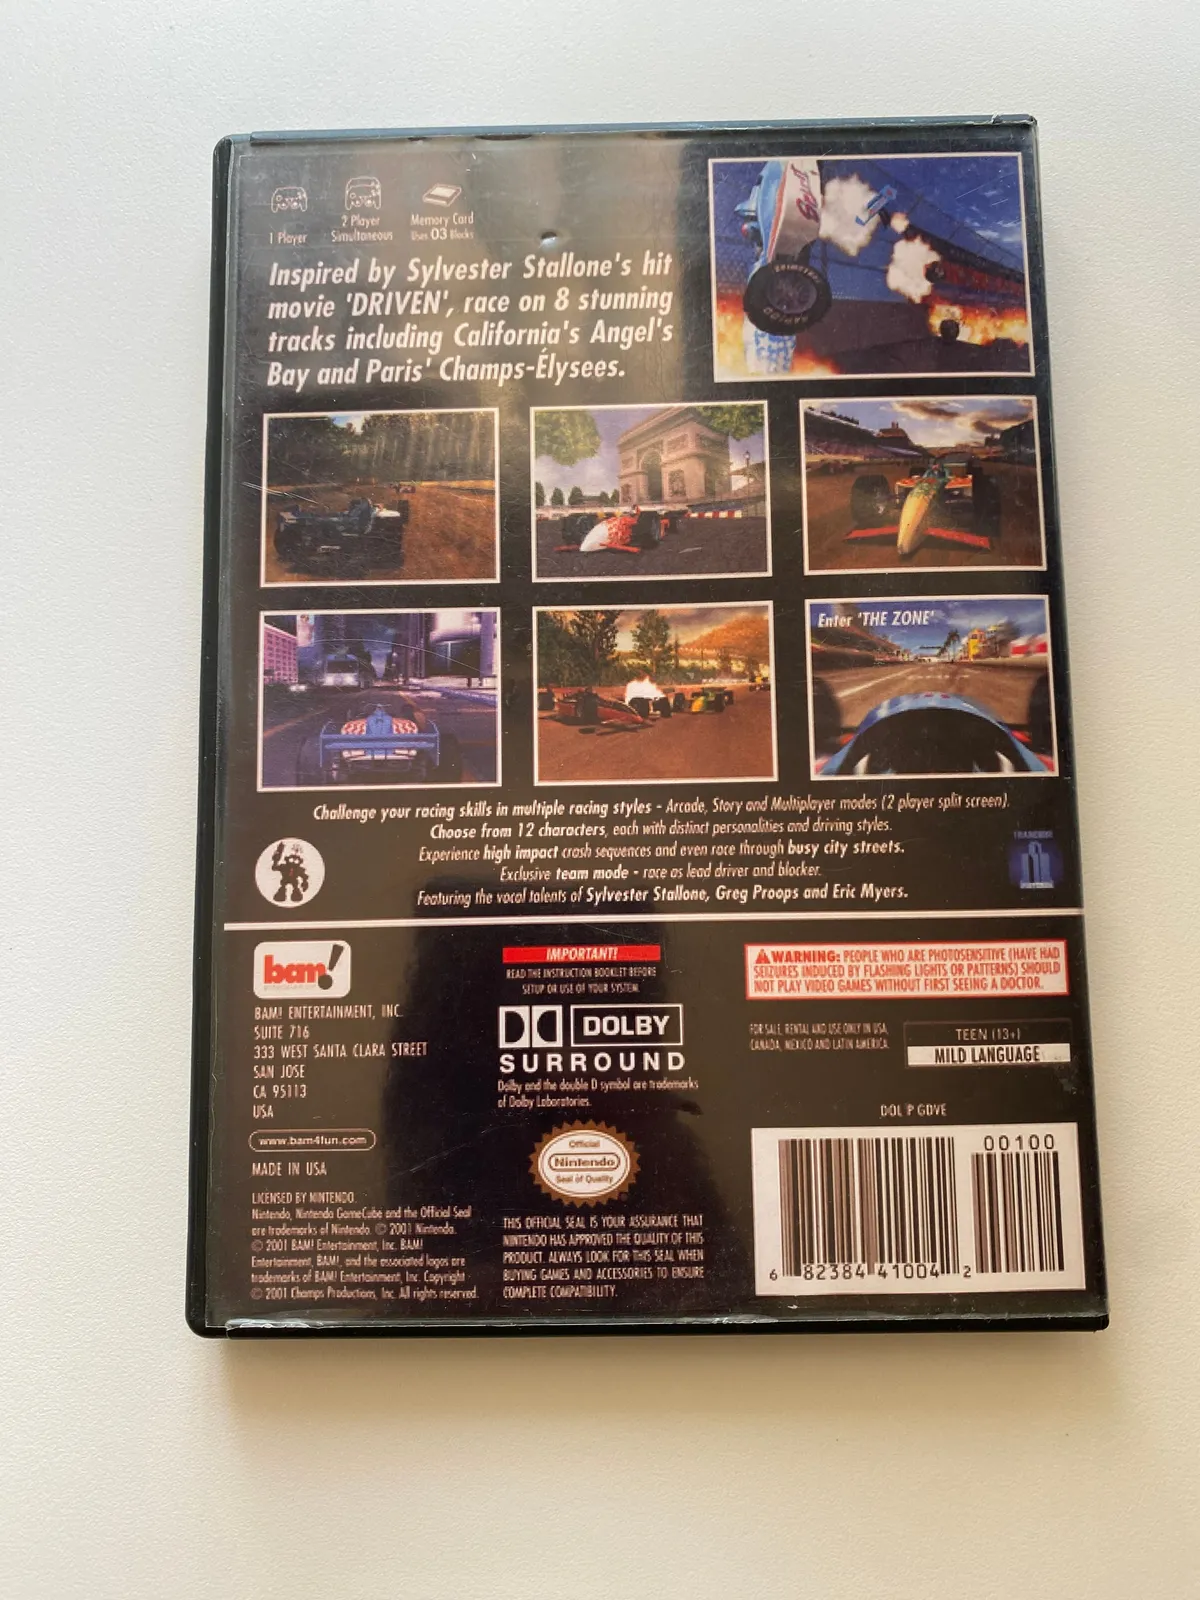 1 Player
2 Player
Simultaneous
Memory Card
Uses 03 Blocks
Inspired by Sylvester Stallone's hit
movie 'DRIVEN', race on 8 stunning
tracks including California's Angel's
Bay and Paris' Champs-Élysees.
Enter 'THE ZONE'
Challenge your racing skills in multiple racing styles - Arcade, Story and Multiplayer modes (2 player split screen).
Choose from 12 characters, each with distinct personalities and driving styles.
Experience high impact crash sequences and even race through busy city streets.
Exclusive team mode - race as lead driver and blocker.
Featuring the vocal talents of Sylvester Stallone, Greg Proops and Eric Myers.
bam!
BAM! ENTERTAINMENT, INC.
SUITE 716
333 WEST SANTA CLARA STREET
SAN JOSE
CA 95113
USA
www.bam4fun.com
MADE IN USA
LICENSED BY NINTENDO.
Nintendo, Nintendo GameCube and the Official Seal
are trademarks of Nintendo. © 2001 Nintendo.
© 2001 BAM! Entertainment, Inc. BAM!
Entertainment, BAM!, and the associated logos are
trademarks of BAM! Entertainment, Inc. Copyright
© 2001 Champs Productions, Inc. All rights reserved.
IMPORTANT!
READ THE INSTRUCTION BOOKLET BEFORE
SETUP OR USE OF YOUR SYSTEM.
DOLBY
SURROUND
Dolby and the double D symbol are trademarks
of Dolby Laboratories.
Official
Nintendo
Seal of Quality
THIS OFFICIAL SEAL IS YOUR ASSURANCE THAT
NINTENDO HAS APPROVED THE QUALITY OF THIS
PRODUCT. ALWAYS LOOK FOR THIS SEAL WHEN
BUYING GAMES AND ACCESSORIES TO ENSURE
COMPLETE COMPATIBILITY.
WARNING: PEOPLE WHO ARE PHOTOSENSITIVE (HAVE HAD
SEIZURES INDUCED BY FLASHING LIGHTS OR PATTERNS) SHOULD
NOT PLAY VIDEO GAMES WITHOUT FIRST SEEING A DOCTOR.
FOR SALE, RENTAL AND USE ONLY IN USA,
CANADA, MEXICO AND LATIN AMERICA.
TEEN (13+)
MILD LANGUAGE
DOL P GDVE
00100
6 82384 41004 2